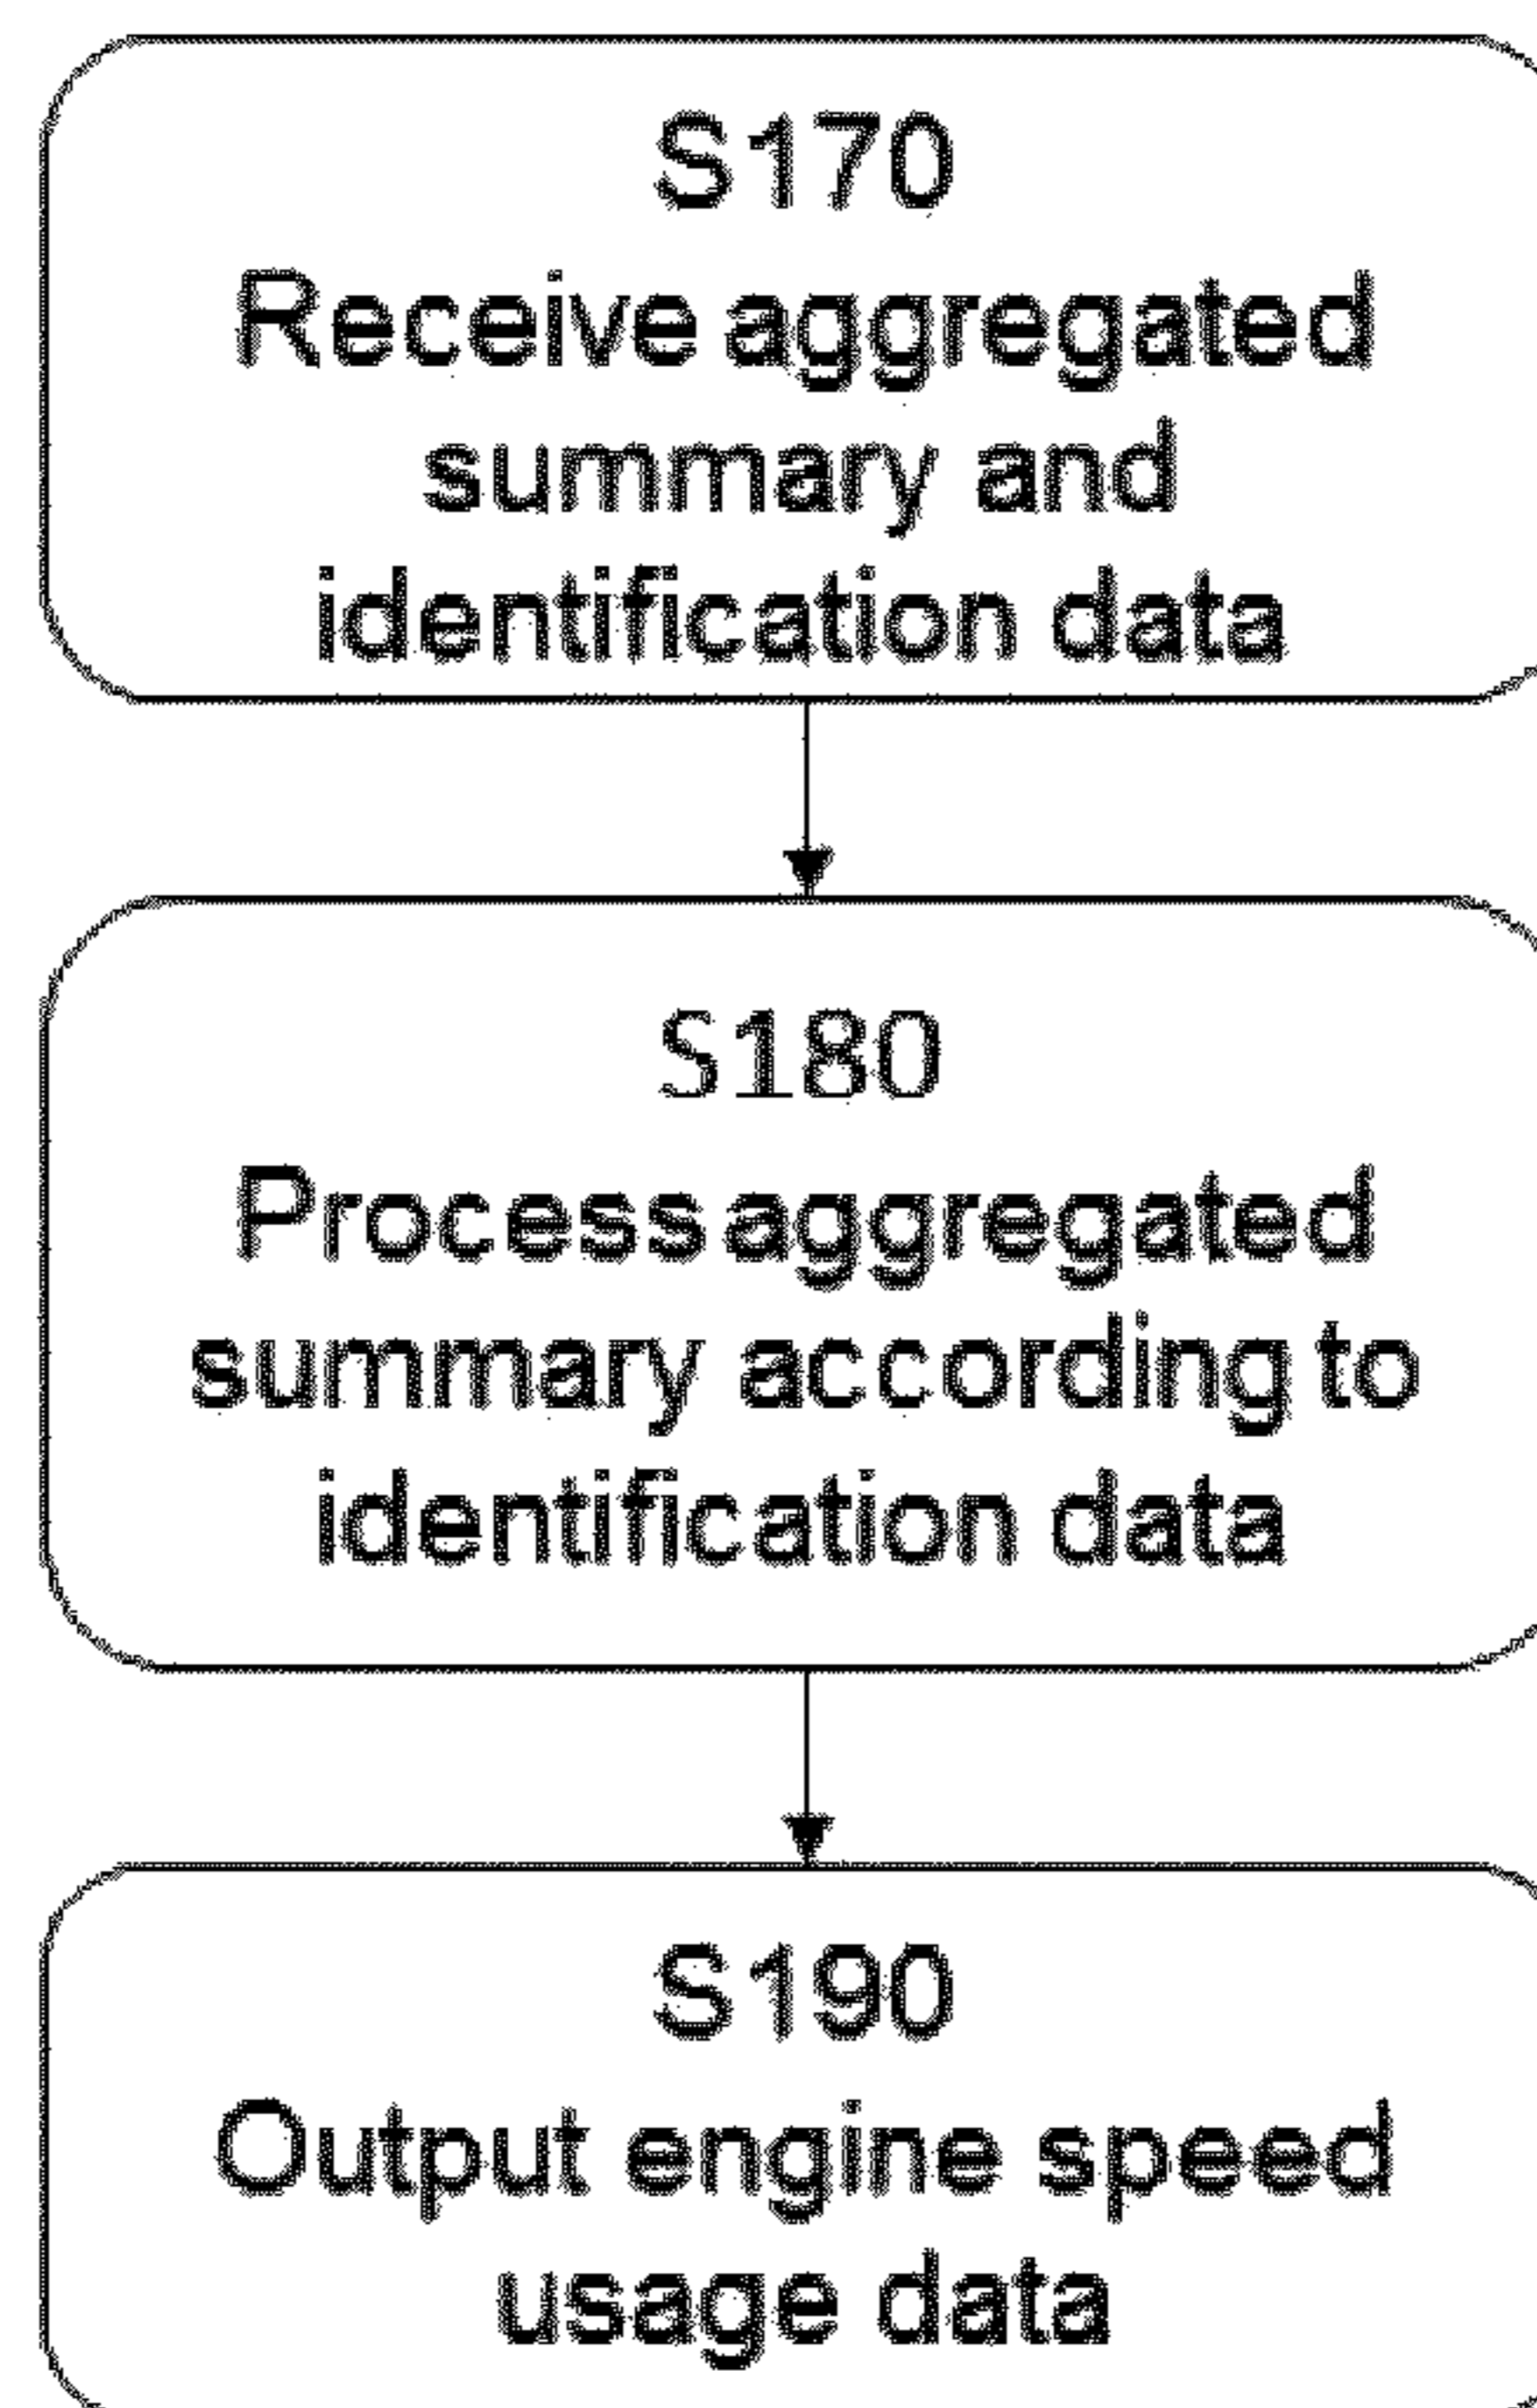 S170
Receive aggregated
summary and
identification data
S180
Process aggregated
summary according to
identification data
S190
Output engine speed
usage data